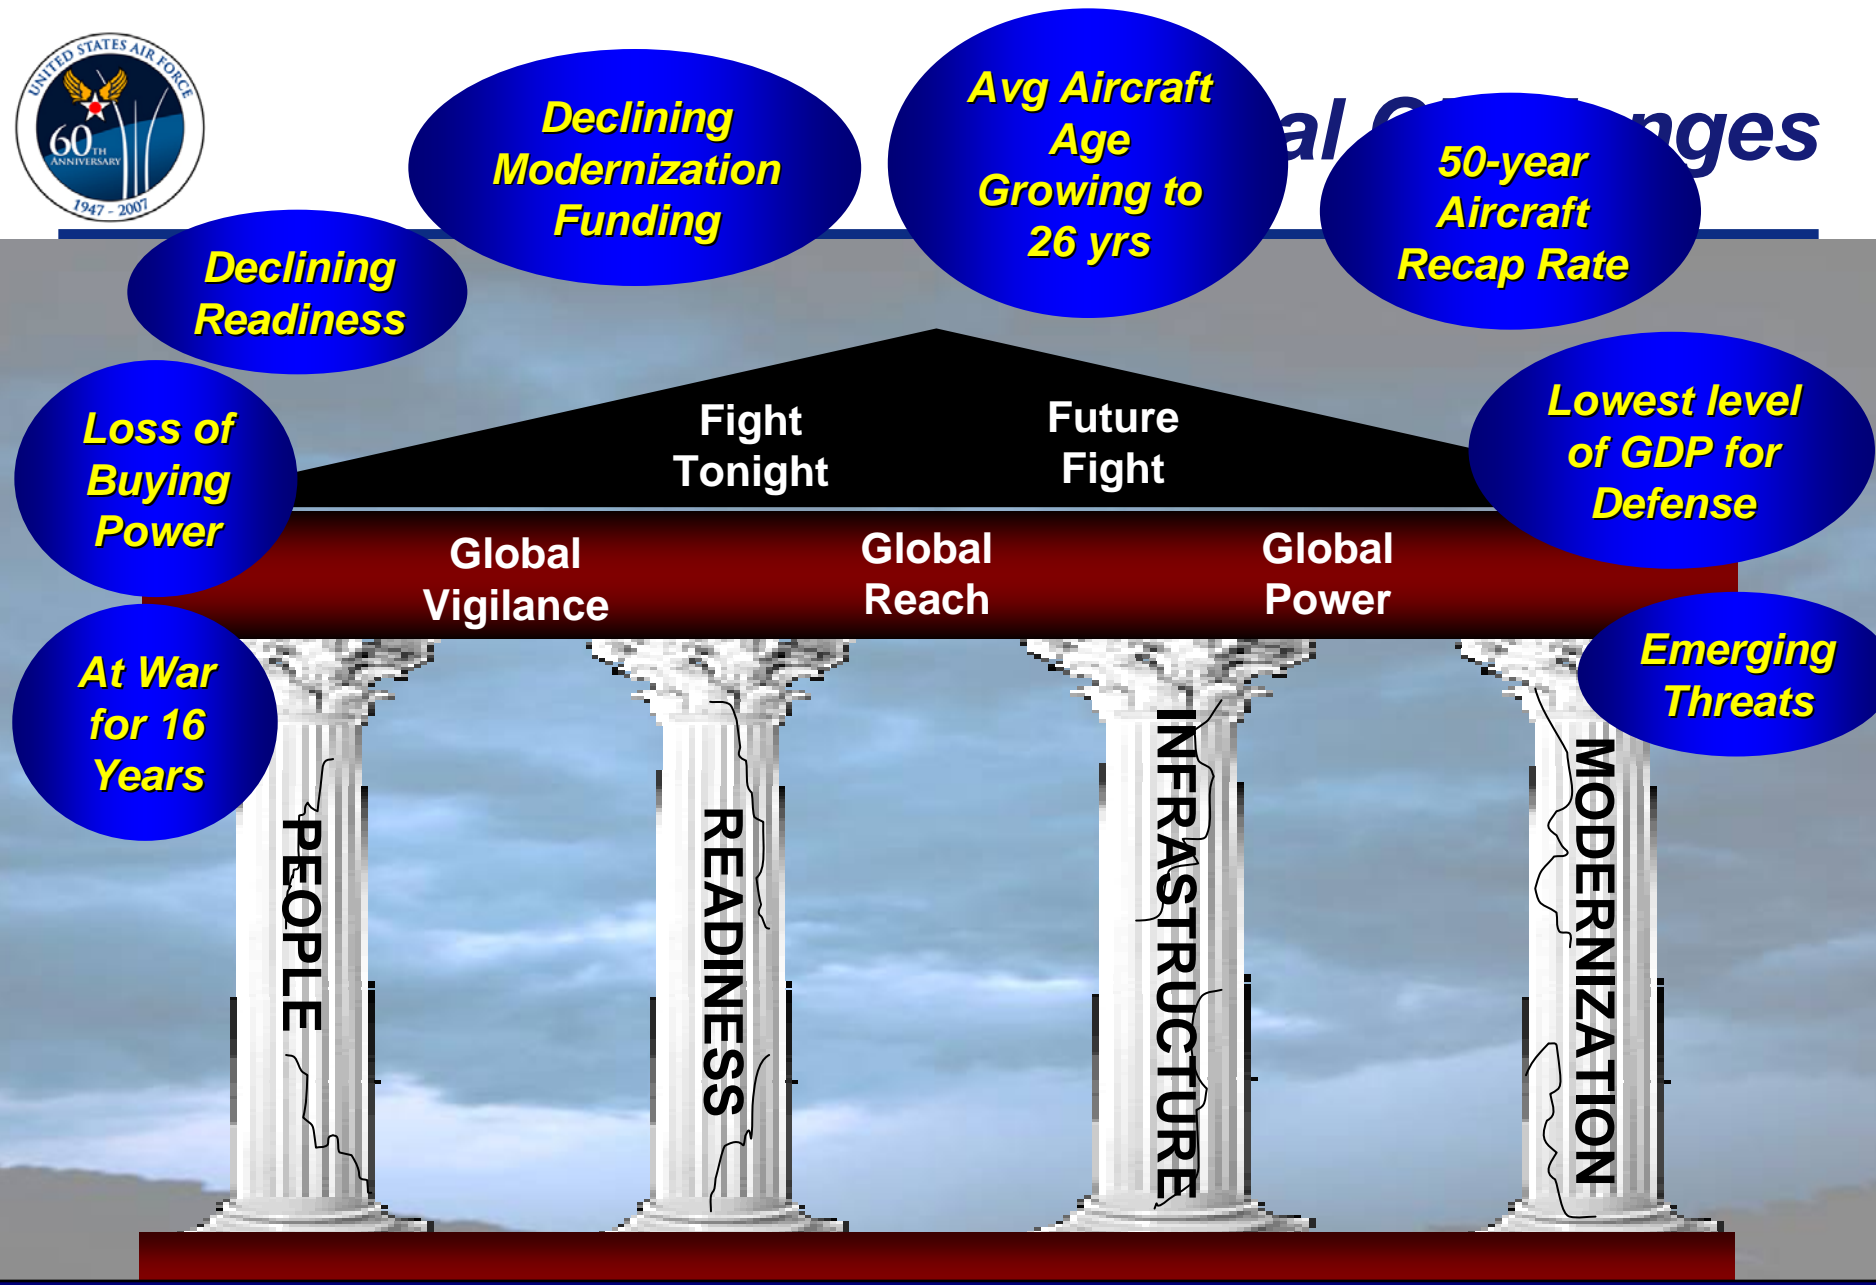 UNITED STATES AIR FORCE
60TH
ANNIVERSARY
1947 - 2007
Declining
Modernization
Funding
Avg Aircraft
Age
Growing to
26 yrs
50-year
Aircraft
Recap Rate
Declining
Readiness
Loss of
Buying
Power
Lowest level
of GDP for
Defense
At War
for 16
Years
Emerging
Threats
Fight
Tonight
Future
Fight
Global
Vigilance
Global
Reach
Global
Power
PEOPLE
READINESS
INFRASTRUCTURE
MODERNIZATION